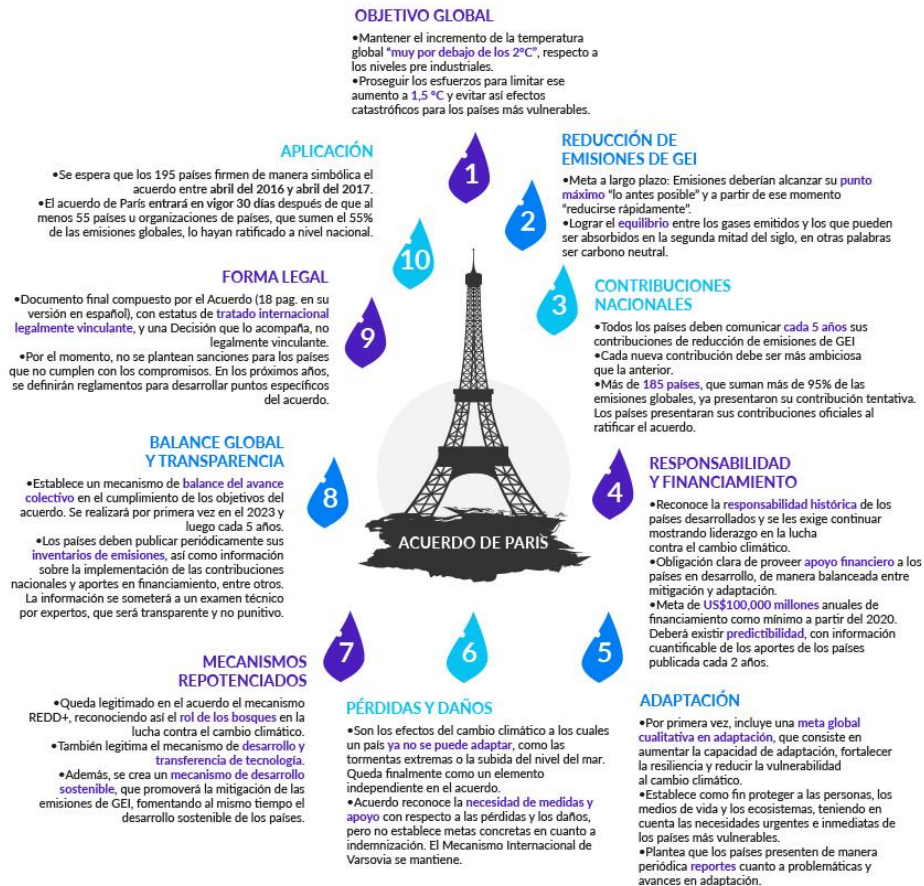 OBJETIVO GLOBAL
•Mantener el incremento de la temperatura
global “muy por debajo de los 2ºC”, respecto a
los niveles pre industriales.
•Proseguir los esfuerzos para limitar ese
aumento a 1,5 ºC y evitar así efectos
catastróficos para los países más vulnerables.
1
REDUCCIÓN DE
EMISIONES DE GEI
•Meta a largo plazo: Emisiones deberían alcanzar su punto
máximo “lo antes posible” y a partir de ese momento
“reducirse rápidamente”.
•Lograr el equilibrio entre los gases emitidos y los que pueden
ser absorbidos en la segunda mitad del siglo, en otras palabras
ser carbono neutral.
2
CONTRIBUCIONES
NACIONALES
•Todos los países deben comunicar cada 5 años sus
contribuciones de reducción de emisiones de GEI
•Cada nueva contribución debe ser más ambiciosa
que la anterior.
•Más de 185 países, que suman más de 95% de las
emisiones globales, ya presentaron su contribución tentativa.
Los países presentaran sus contribuciones oficiales al
ratificar el acuerdo.
3
RESPONSABILIDAD
Y FINANCIAMIENTO
•Reconoce la responsabilidad histórica de los
países desarrollados y se les exige continuar
mostrando liderazgo en la lucha
contra el cambio climático.
•Obligación clara de proveer apoyo financiero a los
países en desarrollo, de manera balanceada entre
mitigación y adaptación.
•Meta de US$100,000 millones anuales de
financiamiento como mínimo a partir del 2020.
Deberá existir predictibilidad, con información
cuantificable de los aportes de los países
publicada cada 2 años.
4
ADAPTACIÓN
•Por primera vez, incluye una meta global
cualitativa en adaptación, que consiste en
aumentar la capacidad de adaptación, fortalecer
la resiliencia y reducir la vulnerabilidad
al cambio climático.
•Establece como fin proteger a las personas, los
medios de vida y los ecosistemas, teniendo en
cuenta las necesidades urgentes e inmediatas de
los países más vulnerables.
•Plantea que los países presenten de manera
periódica reportes cuanto a problemáticas y
avances en adaptación.
5
PÉRDIDAS Y DAÑOS
•Son los efectos del cambio climático a los cuales
un país ya no se puede adaptar, como las
tormentas extremas o la subida del nivel del mar.
Queda finalmente como un elemento
independiente en el acuerdo.
•Acuerdo reconoce la necesidad de medidas y
apoyo con respecto a las pérdidas y los daños,
pero no establece metas concretas en cuanto a
indemnización. El Mecanismo Internacional de
Varsovia se mantiene.
6
MECANISMOS
REPOTENCIADOS
•Queda legitimado en el acuerdo el mecanismo
REDD+, reconociendo así el rol de los bosques en la
lucha contra el cambio climático.
•También legitima el mecanismo de desarrollo y
transferencia de tecnología.
•Además, se crea un mecanismo de desarrollo
sostenible, que promoverá la mitigación de las
emisiones de GEI, fomentando al mismo tiempo el
desarrollo sostenible de los países.
7
BALANCE GLOBAL
Y TRANSPARENCIA
•Establece un mecanismo de balance del avance
colectivo en el cumplimiento de los objetivos del
acuerdo. Se realizará por primera vez en el 2023 y
luego cada 5 años.
•Los países deben publicar periódicamente sus
inventarios de emisiones, así como información
sobre la implementación de las contribuciones
nacionales y aportes en financiamiento, entre otros.
La información se someterá a un examen técnico
por expertos, que será transparente y no punitivo.
8
FORMA LEGAL
•Documento final compuesto por el Acuerdo (18 pag. en su
versión en español), con estatus de tratado internacional
legalmente vinculante, y una Decisión que lo acompaña, no
legalmente vinculante.
•Por el momento, no se plantean sanciones para los países
que no cumplen con los compromisos. En los próximos años,
se definirán reglamentos para desarrollar puntos específicos
del acuerdo.
9
APLICACIÓN
•Se espera que los 195 países firmen de manera simbólica el
acuerdo entre abril del 2016 y abril del 2017.
•El acuerdo de París entrará en vigor 30 días después de que al
menos 55 países u organizaciones de países, que sumen el 55%
de las emisiones globales, lo hayan ratificado a nivel nacional.
10
ACUERDO DE PARIS